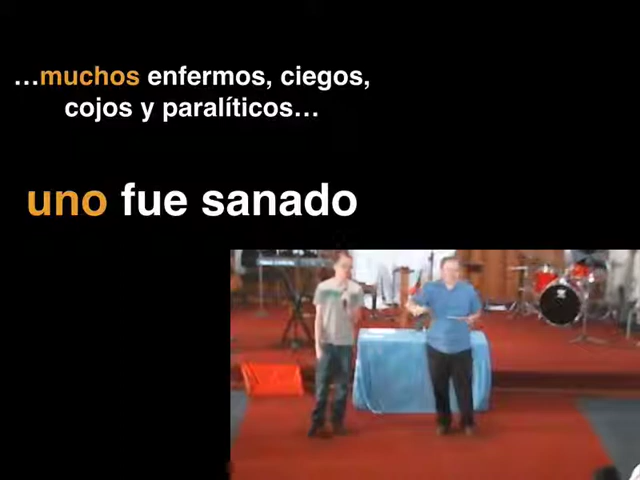 …muchos enfermos, ciegos,
cojos y paralíticos…
uno fue sanado